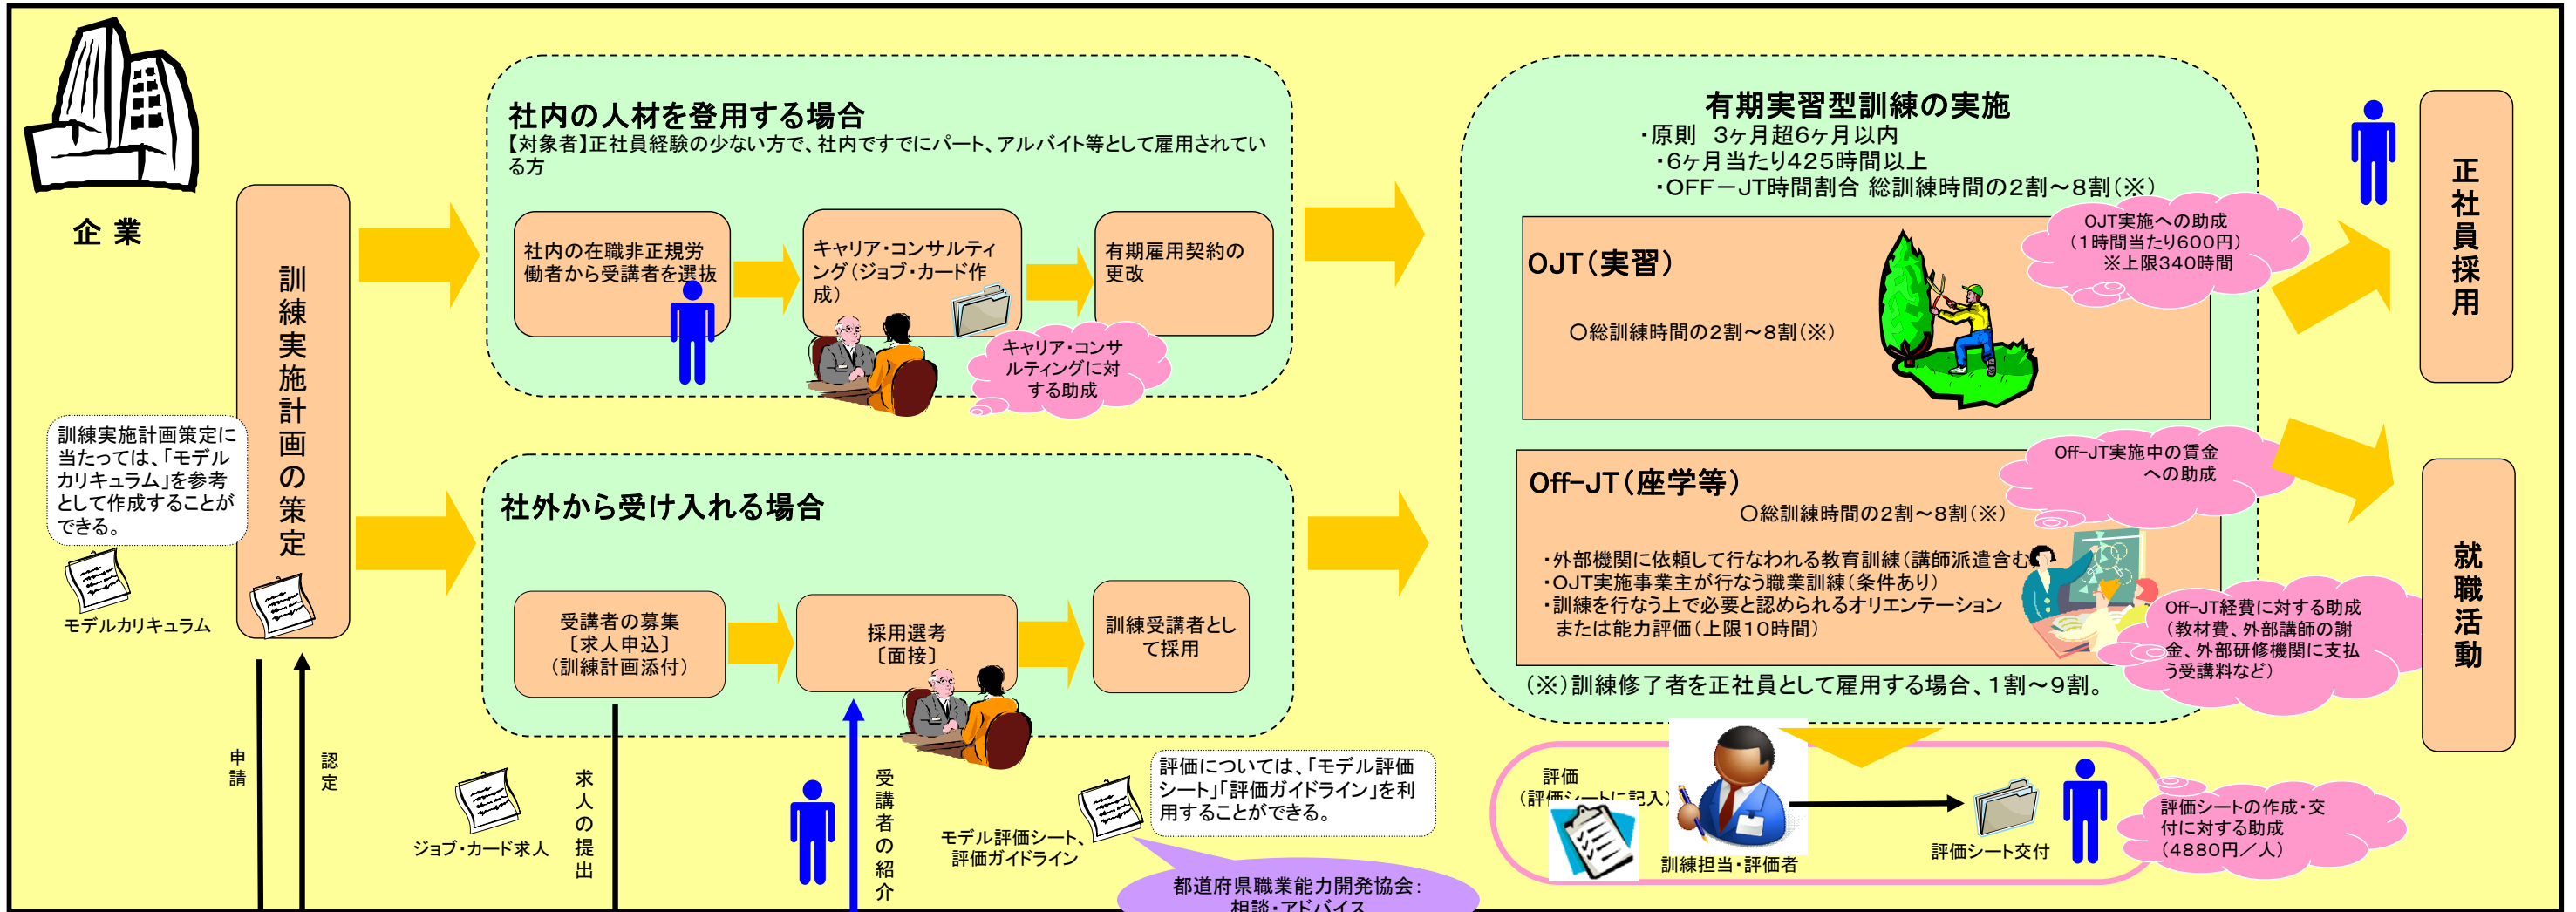 企業
訓練実施計画の策定
訓練実施計画策定に
当たっては、「モデル
カリキュラム」を参考
として作成することが
できる。
モデルカリキュラム
申請
認定
社内の人材を登用する場合
【対象者】正社員経験の少ない方で、社内ですでにパート、アルバイト等として雇用されてい
る方
社内の在職非正規労
働者から受講者を選抜
キャリア・コンサルティ
ング(ジョブ・カード作
成)
有期雇用契約の
更改
キャリア・コンサ
ルティングに対
する助成
社外から受け入れる場合
受講者の募集
〔求人申込〕
(訓練計画添付)
採用選考
〔面接〕
訓練受講者とし
て採用
ジョブ・カード求人
求人の提出
受講者の紹介
モデル評価シート、
評価ガイドライン
評価については、「モデル評価
シート」「評価ガイドライン」を利
用することができる。
都道府県職業能力開発協会:
相談・アドバイス
有期実習型訓練の実施
・原則 3ヶ月超6ヶ月以内
・6ヶ月当たり425時間以上
・OFF-JT時間割合 総訓練時間の2割~8割(※)
OJT(実習)
○総訓練時間の2割~8割(※)
OJT実施への助成
(1時間当たり600円)
※上限340時間
Off-JT(座学等)
○総訓練時間の2割~8割(※)
・外部機関に依頼して行なわれる教育訓練(講師派遣含む
・OJT実施事業主が行なう職業訓練(条件あり)
・訓練を行なう上で必要と認められるオリエンテーション
または能力評価(上限10時間)
Off-JT実施中の賃金
への助成
Off-JT経費に対する助成
(教材費、外部講師の謝
金、外部研修機関に支払
う受講料など)
(※)訓練修了者を正社員として雇用する場合、1割~9割。
評価
(評価シートに記入)
訓練担当・評価者
評価シート交付
評価シートの作成・交
付に対する助成
(4880円/人)
正社員採用
就職活動